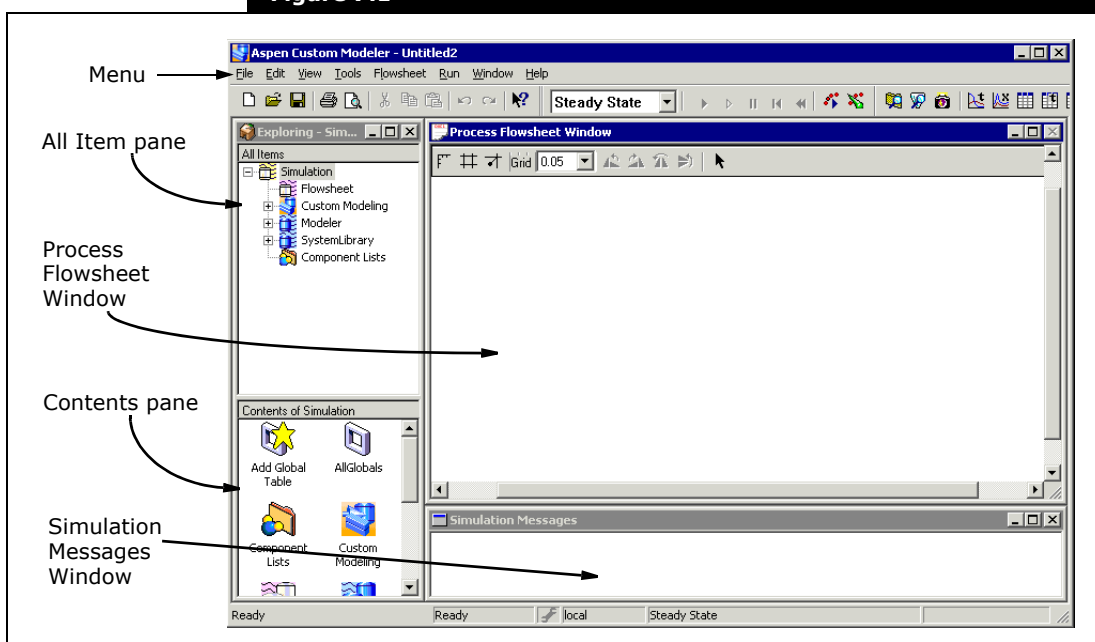 Menu
All Item pane
Process
Flowsheet
Window
Contents pane
Simulation
Messages
Window
Aspen Custom Modeler - Untitled2
File Edit View Tools Flowsheet Run Window Help
Steady State
Exploring - Sim...
All Items
Simulation
Flowsheet
Custom Modeling
Modeler
SystemLibrary
Component Lists
Process Flowsheet Window
Grid 0.05
Contents of Simulation
Add Global
Table
AllGlobals
Component
Lists
Custom
Modeling
Simulation Messages
Ready
Ready
local
Steady State